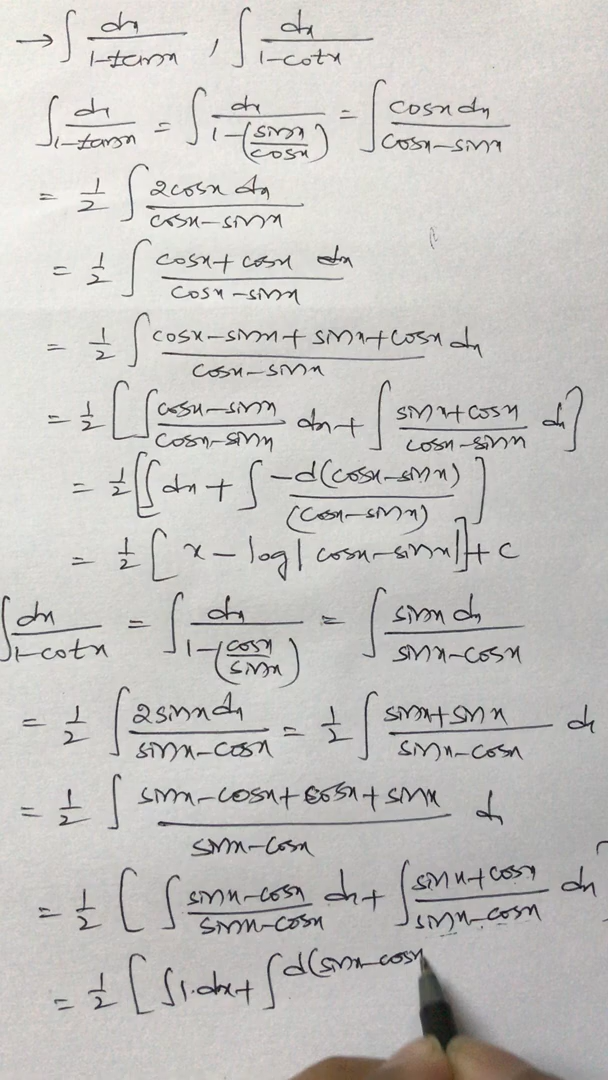 → ∫ dx/(1-tanx) , ∫ dx/(1-cotx)
∫ dx/(1-tanx) = ∫ dx/(1-(sinx/cosx)) = ∫ cosx dx/(cosx-sinx)
= 1/2 ∫ 2cosx dx/(cosx-sinx)
= 1/2 ∫ (cosx+cosx)/(cosx-sinx) dx
= 1/2 ∫ (cosx-sinx+sinx+cosx)/(cosx-sinx) dx
= 1/2 [ ∫ (cosx-sinx)/(cosx-sinx) dx + ∫ (sinx+cosx)/(cosx-sinx) dx ]
= 1/2 [ ∫ dx + ∫ -d(cosx-sinx)/(cosx-sinx) ]
= 1/2 [ x - log|cosx-sinx| ] + c
∫ dx/(1-cotx) = ∫ dx/(1-(cosx/sinx)) = ∫ sinx dx/(sinx-cosx)
= 1/2 ∫ 2sinx dx/(sinx-cosx) = 1/2 ∫ (sinx+sinx)/(sinx-cosx) dx
= 1/2 ∫ (sinx-cosx+cosx+sinx)/(sinx-cosx) dx
= 1/2 [ ∫ (sinx-cosx)/(sinx-cosx) dx + ∫ (sinx+cosx)/(sinx-cosx) dx ]
= 1/2 [ ∫ 1.dx + ∫ d(sinx-cosx